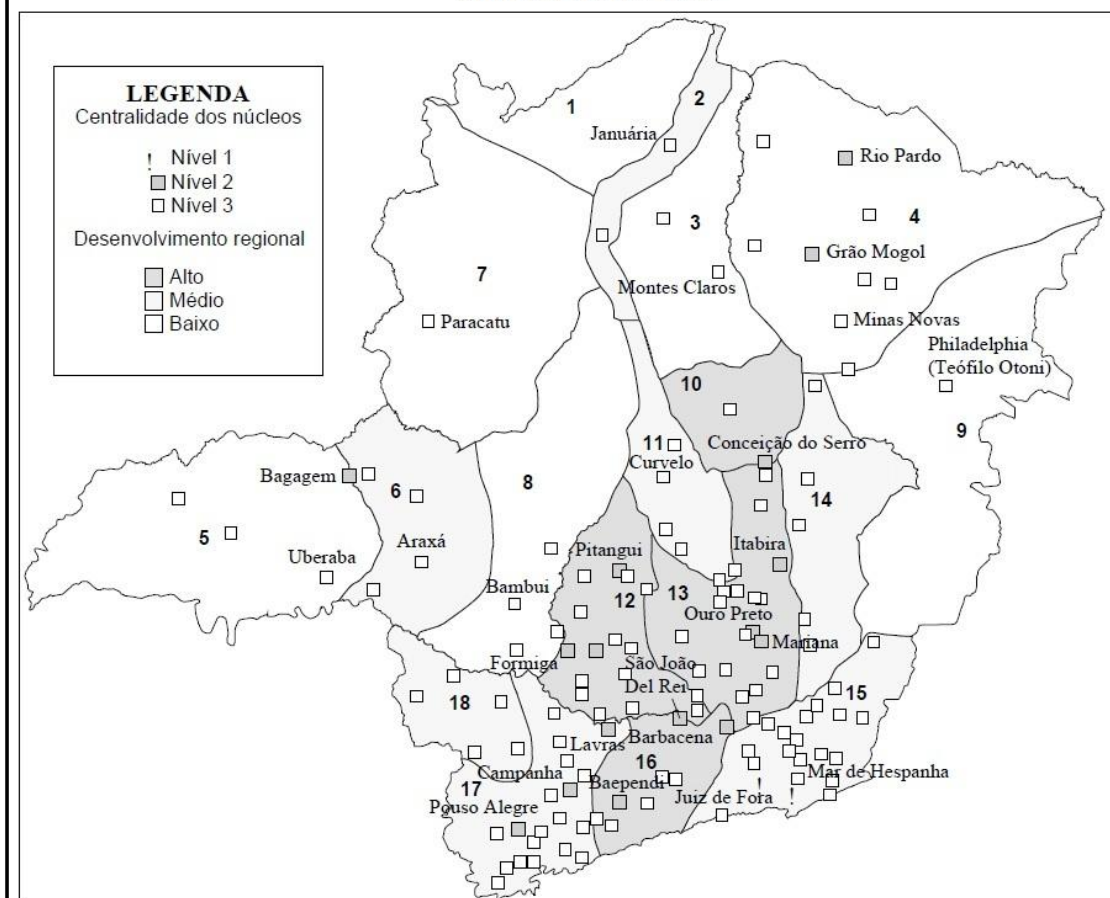 LEGENDA
Centralidade dos núcleos
! Nível 1
Nível 2
Nível 3
Desenvolvimento regional
Alto
Médio
Baixo
1
2
Januária
Rio Pardo
3
4
Grão Mogol
7
Montes Claros
Paracatu
Minas Novas
Philadelphia
(Teófilo Otoni)
10
9
11
Conceição do Serro
Curvelo
Bagagem
6
8
14
5
Araxá
Itabira
Uberaba
Pitangui
Bambui
12
13
Ouro Preto
Mariana
Formiga
São João
Del Rei
18
15
Barbacena
Lavras
16
Campanha
Mar de Hespanha
17
Baependi
Juiz de Fora
!
!
Pouso Alegre